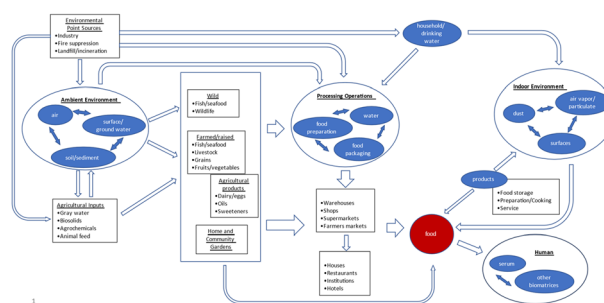 Environmental
Point Sources
•Industry
•Fire suppression
•Landfill/incineration
household/
drinking
water
Ambient Environment
air
surface/
ground water
soil/sediment
Wild
•Fish/seafood
•Wildlife
Farmed/raised
•Fish/seafood
•Livestock
•Grains
•Fruits/vegetables
Agricultural
products
•Dairy/eggs
•Oils
•Sweeteners
Home and
Community
Gardens
Processing Operations
water
food
preparation
food
packaging
Indoor Environment
air vapor/
particulate
dust
surfaces
products
•Food storage
•Preparation/Cooking
•Service
Agricultural Inputs
•Gray water
•Biosolids
•Agrochemicals
•Animal feed
•Warehouses
•Shops
•Supermarkets
•Farmers markets
food
•Houses
•Restaurants
•Institutions
•Hotels
Human
serum
other
biomatrices
1